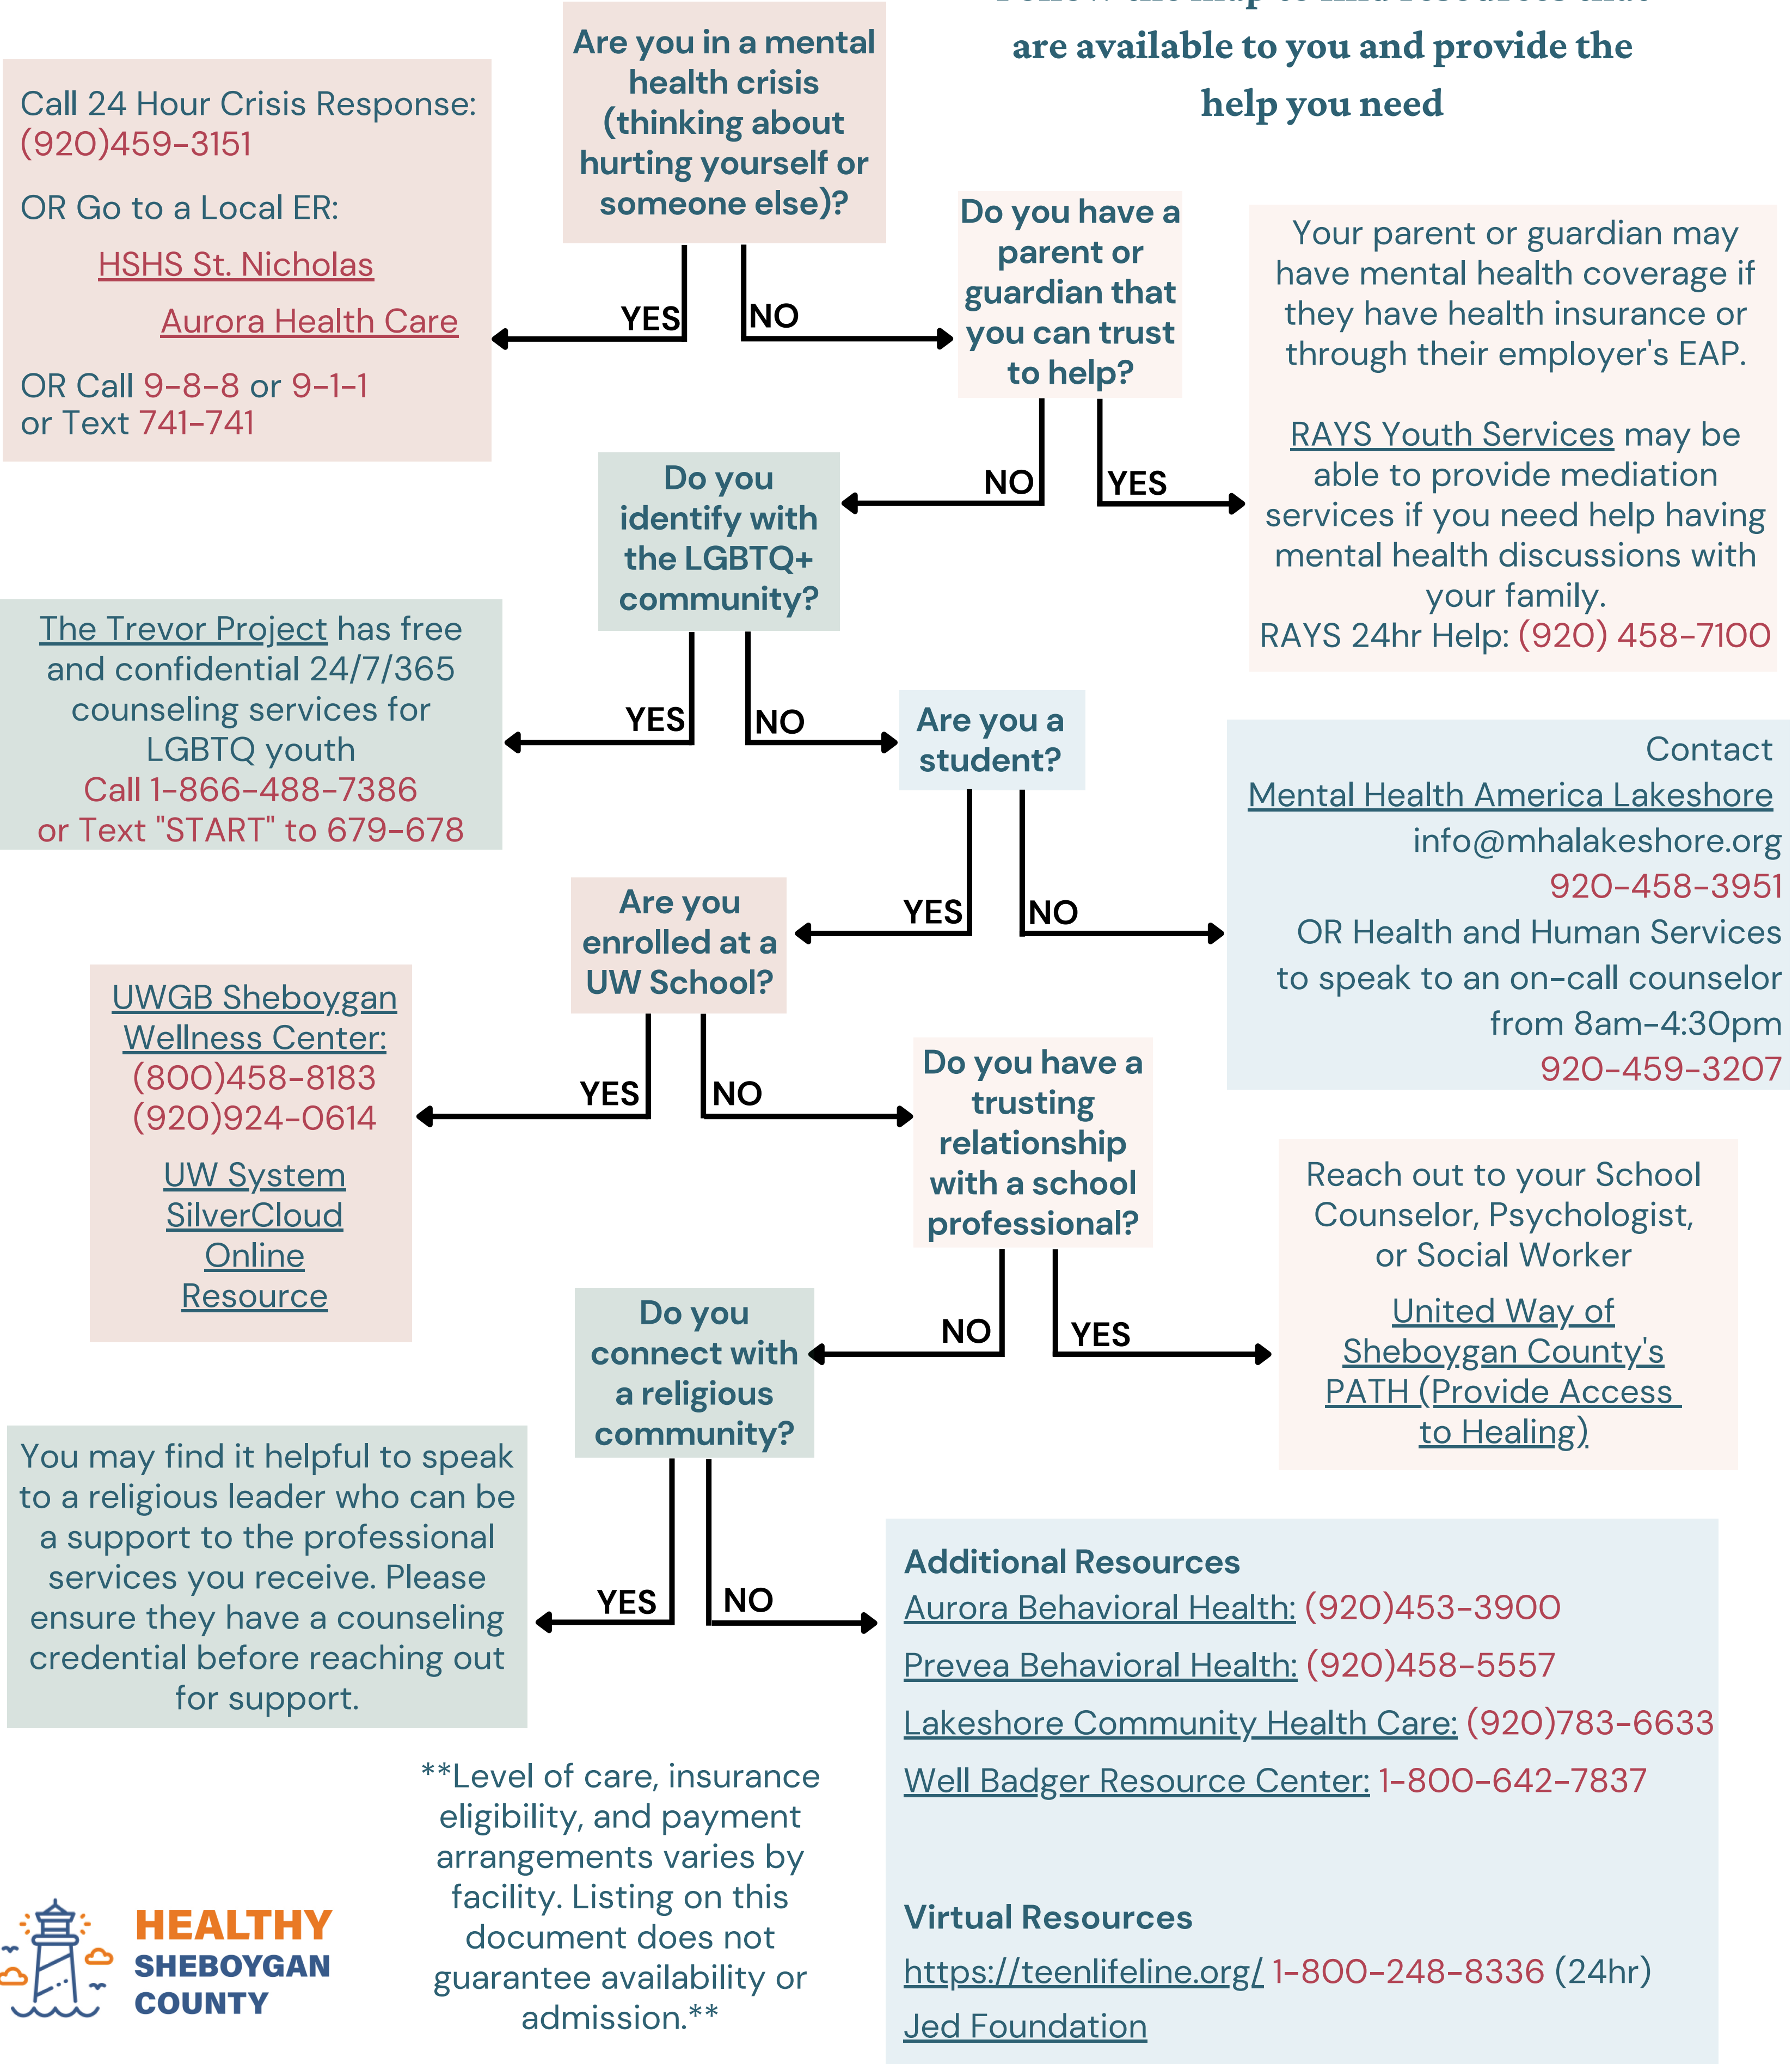 are available to you and provide the
help you need
Are you in a mental
health crisis
(thinking about
hurting yourself or
someone else)?
YES
NO
Call 24 Hour Crisis Response:
(920)459-3151
OR Go to a Local ER:
HSHS St. Nicholas
Aurora Health Care
OR Call 9-8-8 or 9-1-1
or Text 741-741
Do you have a
parent or
guardian that
you can trust
to help?
NO
YES
Your parent or guardian may
have mental health coverage if
they have health insurance or
through their employer's EAP.
RAYS Youth Services may be
able to provide mediation
services if you need help having
mental health discussions with
your family.
RAYS 24hr Help: (920) 458-7100
Do you
identify with
the LGBTQ+
community?
YES
NO
The Trevor Project has free
and confidential 24/7/365
counseling services for
LGBTQ youth
Call 1-866-488-7386
or Text "START" to 679-678
Are you a
student?
YES
NO
Contact
Mental Health America Lakeshore
info@mhalakeshore.org
920-458-3951
OR Health and Human Services
to speak to an on-call counselor
from 8am-4:30pm
920-459-3207
Are you
enrolled at a
UW School?
YES
NO
UWGB Sheboygan
Wellness Center:
(800)458-8183
(920)924-0614
UW System
SilverCloud
Online
Resource
Do you have a
trusting
relationship
with a school
professional?
NO
YES
Reach out to your School
Counselor, Psychologist,
or Social Worker
United Way of
Sheboygan County's
PATH (Provide Access
to Healing)
Do you
connect with
a religious
community?
YES
NO
You may find it helpful to speak
to a religious leader who can be
a support to the professional
services you receive. Please
ensure they have a counseling
credential before reaching out
for support.
Additional Resources
Aurora Behavioral Health: (920)453-3900
Prevea Behavioral Health: (920)458-5557
Lakeshore Community Health Care: (920)783-6633
Well Badger Resource Center: 1-800-642-7837
Virtual Resources
https://teenlifeline.org/ 1-800-248-8336 (24hr)
Jed Foundation
**Level of care, insurance
eligibility, and payment
arrangements varies by
facility. Listing on this
document does not
guarantee availability or
admission.**
HEALTHY
SHEBOYGAN
COUNTY